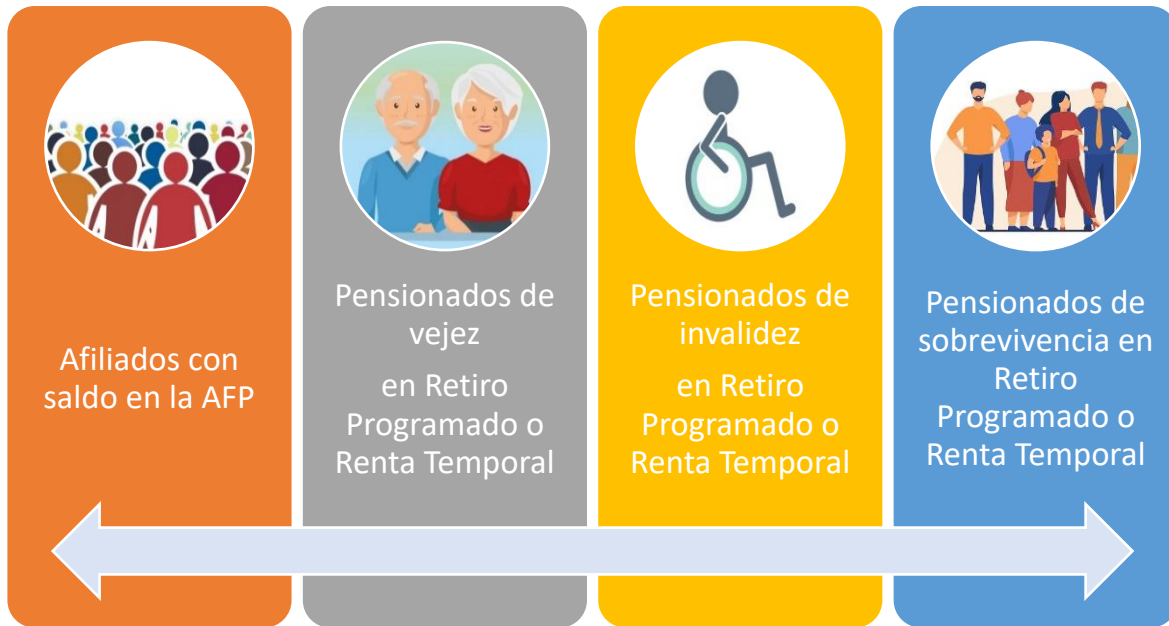 Afiliados con
saldo en la AFP
Pensionados de
vejez
en Retiro
Programado o
Renta Temporal
Pensionados de
invalidez
en Retiro
Programado o
Renta Temporal
Pensionados de
sobrevivencia en
Retiro
Programado o
Renta Temporal